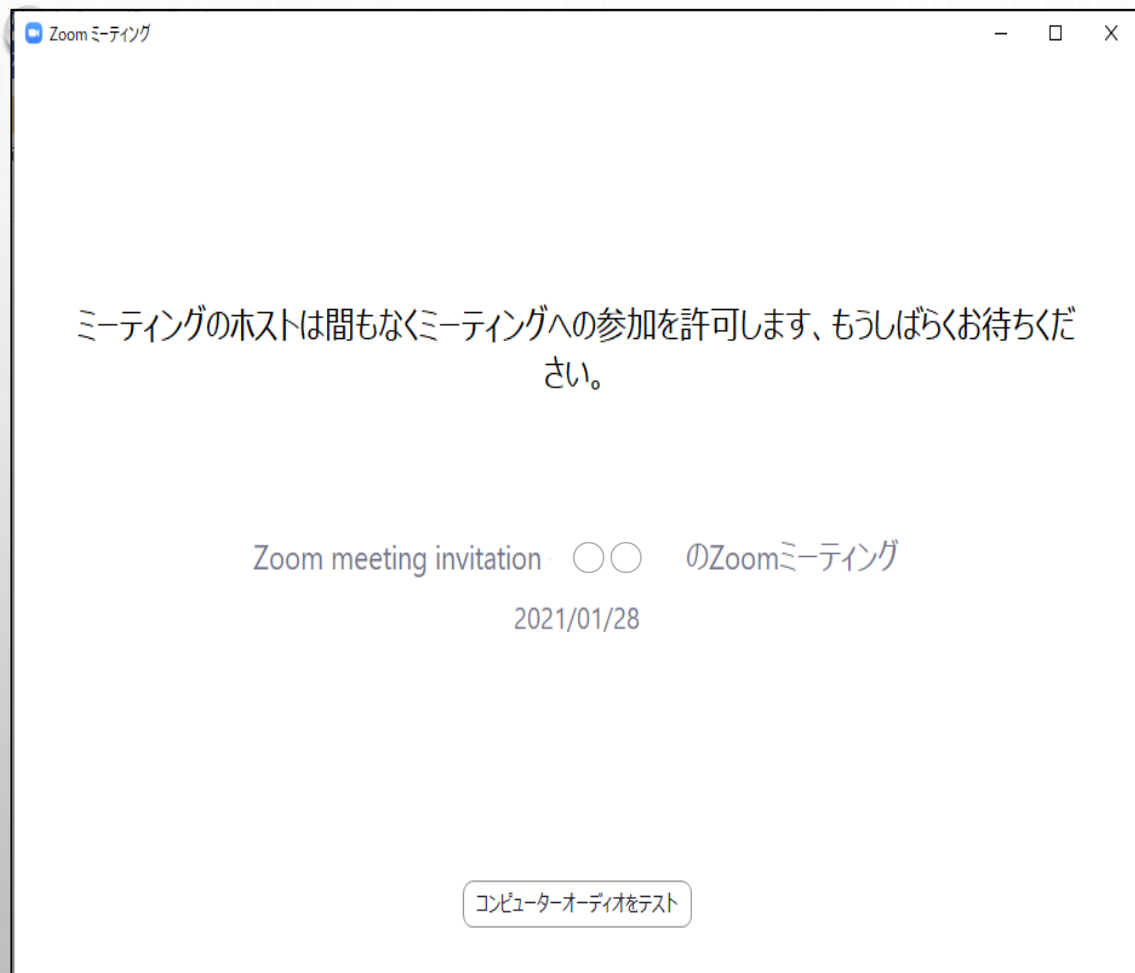 Zoom ミーティング
ミーティングのホストは間もなくミーティングへの参加を許可します、もうしばらくお待ちくだ
さい。
Zoom meeting invitation - 〇〇 のZoomミーティング
2021/01/28
コンピューターオーディオをテスト